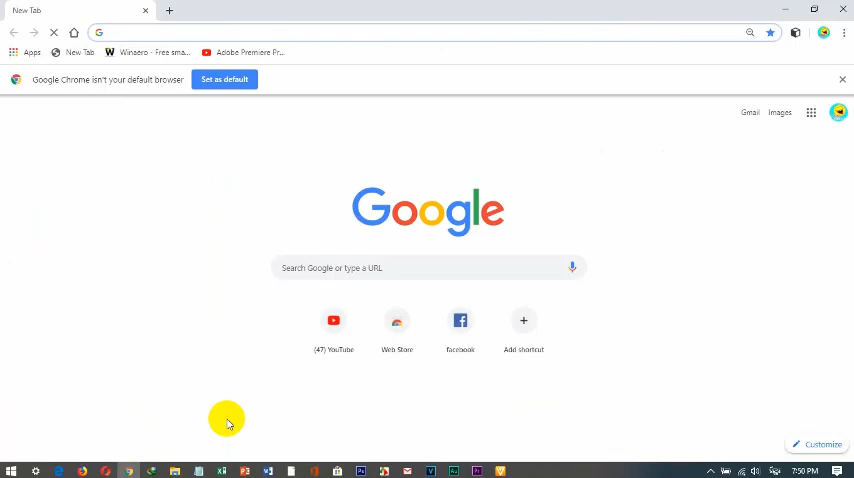 New Tab
Apps New Tab Winaero - Free sma... Adobe Premiere Pr...
Google Chrome isn't your default browser Set as default
Gmail Images
Google
Search Google or type a URL
(47) YouTube Web Store facebook Add shortcut
Customize
7:50 PM